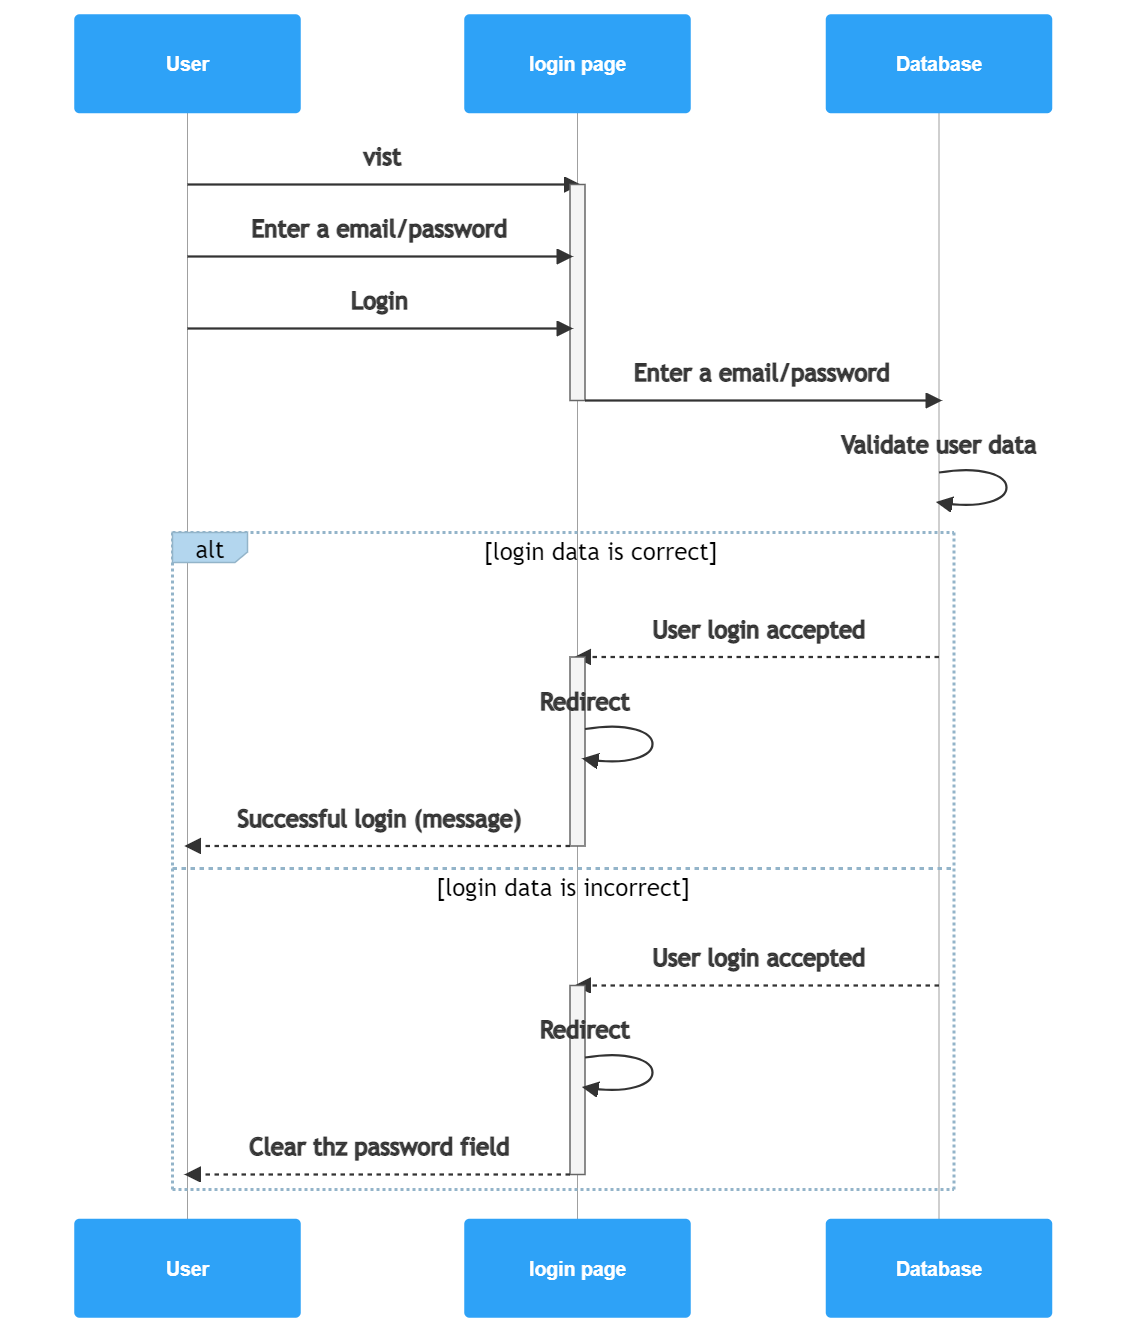 User
login page
Database
vist
Enter a email/password
Login
Enter a email/password
Validate user data
alt
[login data is correct]
User login accepted
Redirect
Successful login (message)
[login data is incorrect]
User login accepted
Redirect
Clear thz password field
User
login page
Database